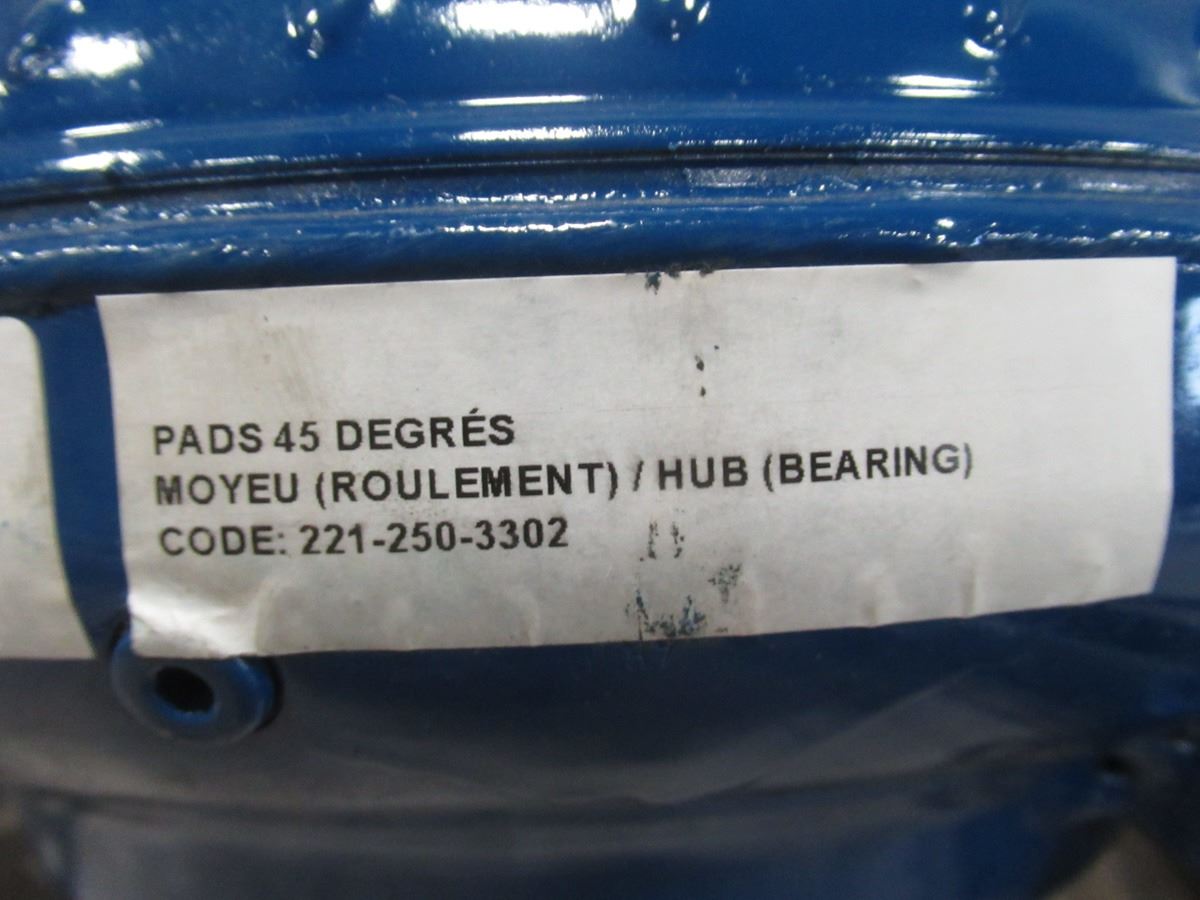 PADS 45 DEGRÉS
MOYEU (ROULEMENT) / HUB (BEARING)
CODE: 221-250-3302